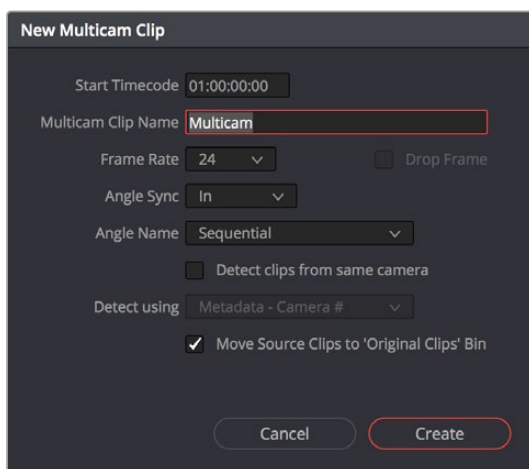 New Multicam Clip
Start Timecode 01:00:00:00
Multicam Clip Name Multicam
Frame Rate 24 Drop Frame
Angle Sync In
Angle Name Sequential
Detect clips from same camera
Detect using Metadata - Camera #
Move Source Clips to 'Original Clips' Bin
Cancel Create